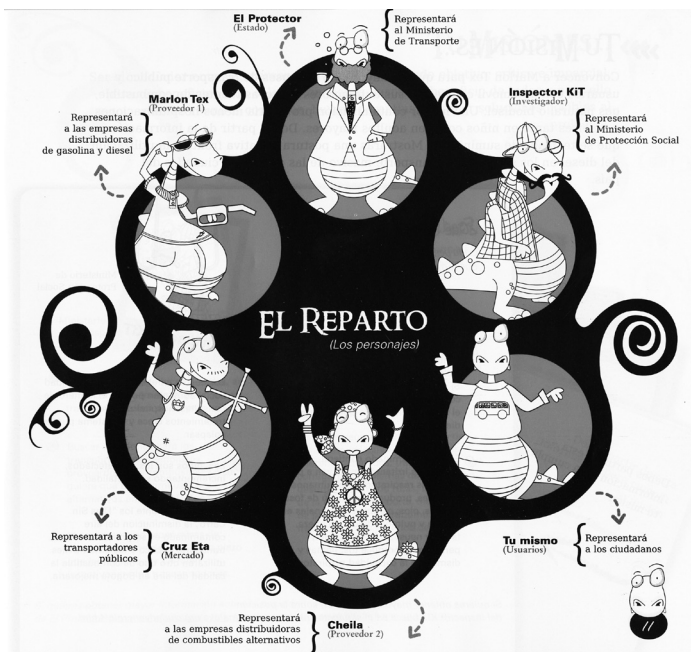 El Protector
(Estado)
Representará
al Ministerio
de Transporte
Marlon Tex
(Proveedor 1)
Representará
a las empresas
distribuidoras
de gasolina y diesel
Inspector KiT
(Investigador)
Representará
al Ministerio
de Protección Social
EL REPARTO
(Los personajes)
Representará a los
transportadores
públicos
Cruz Eta
(Mercado)
Tu mismo
(Usuarios)
Representará
a los ciudadanos
Representará
a las empresas distribuidoras
de combustibles alternativos
Cheila
(Proveedor 2)